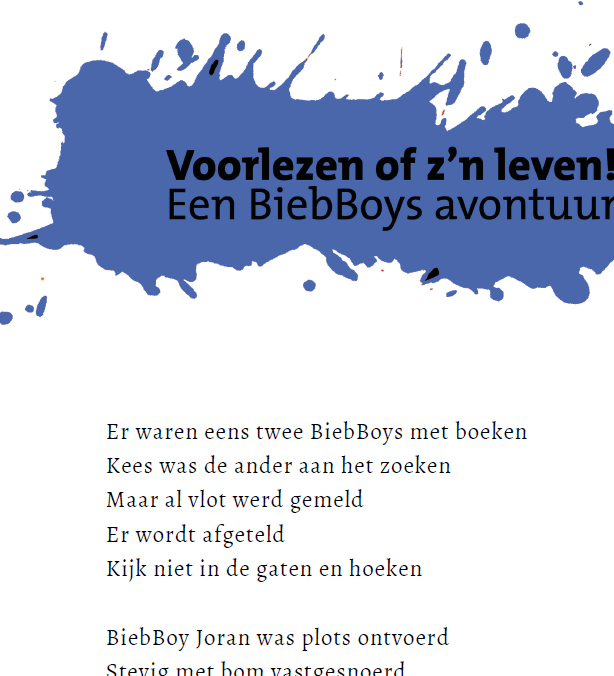 Voorlezen of z’n leven!
Een BiebBoys avontuur
Er waren eens twee BiebBoys met boeken
Kees was de ander aan het zoeken
Maar al vlot werd gemeld
Er wordt afgeteld
Kijk niet in de gaten en hoeken
BiebBoy Joran was plots ontvoerd
Stevig met bom vastgesnoerd